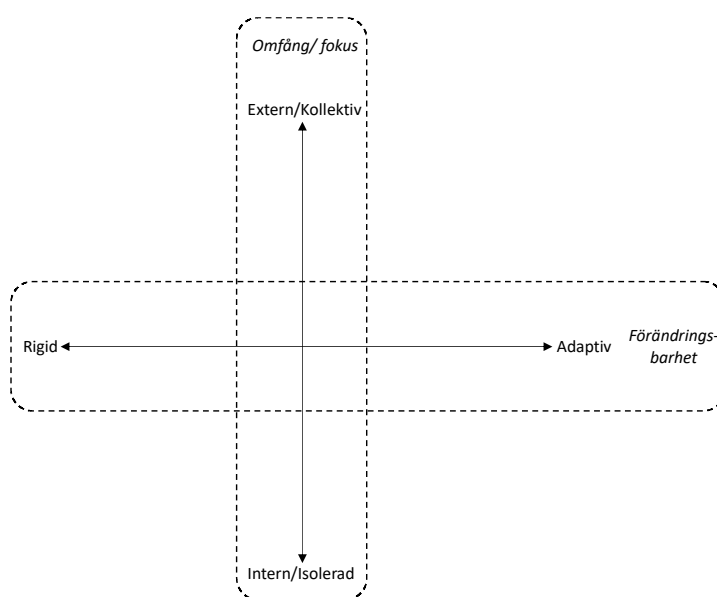 Omfång/ fokus
Extern/Kollektiv
Rigid
Adaptiv
Förändrings-
barhet
Intern/Isolerad